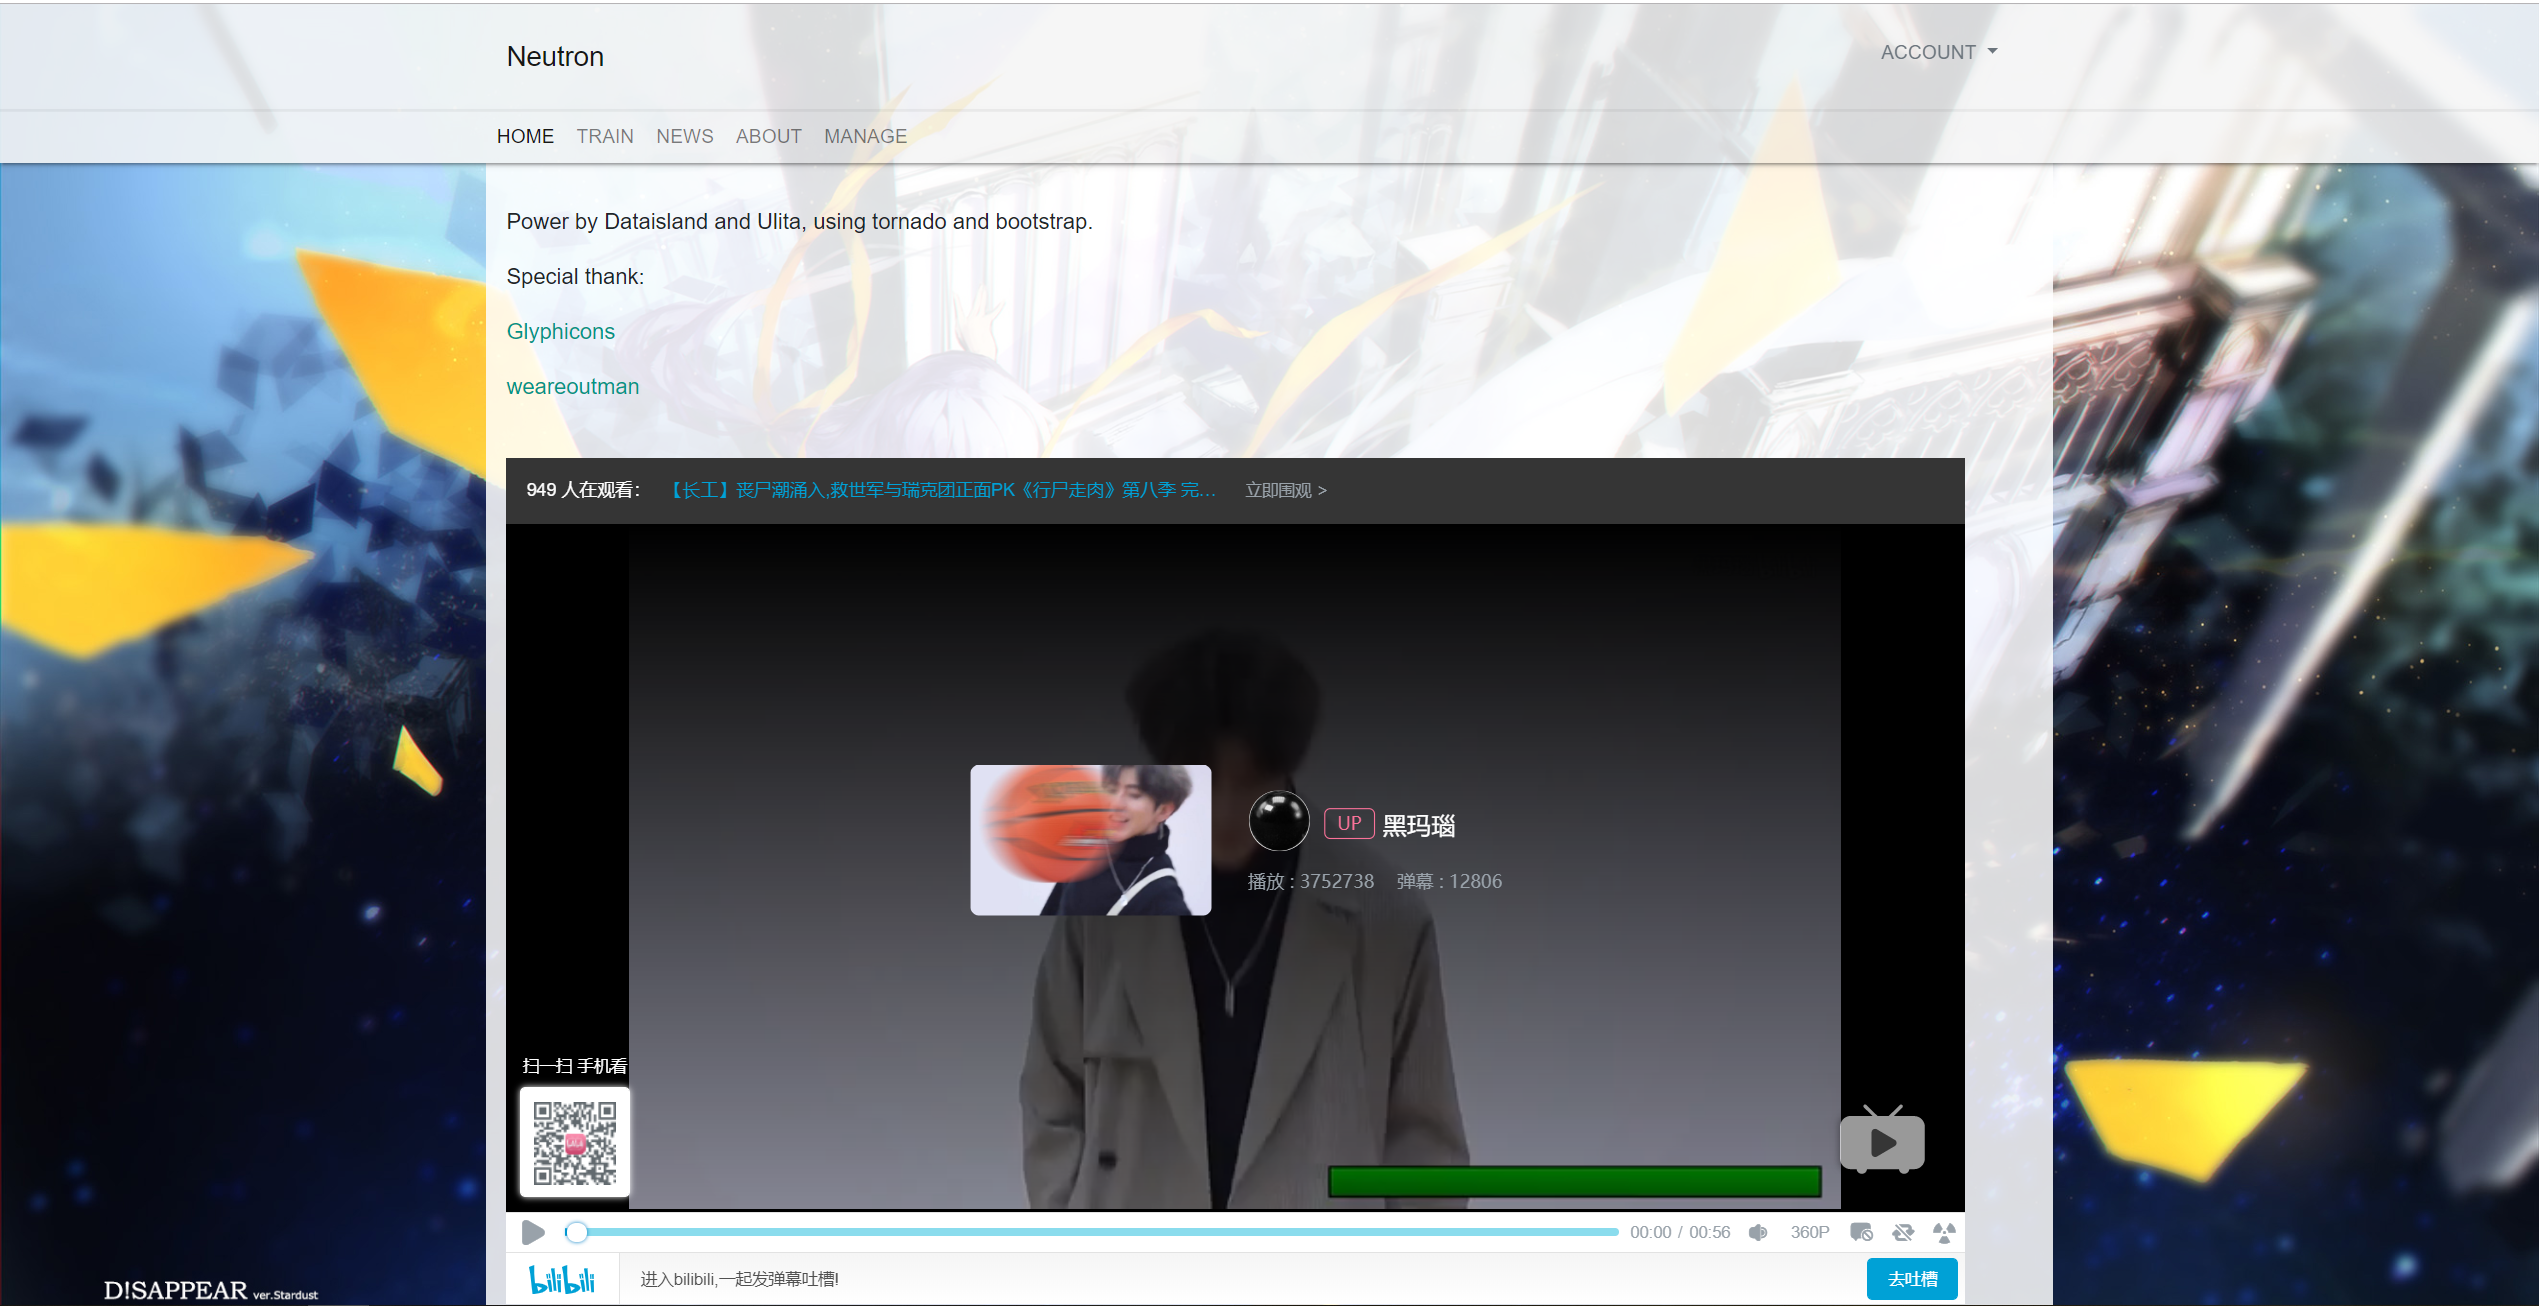 Neutron
ACCOUNT
HOME TRAIN NEWS ABOUT MANAGE
Power by Dataisland and Ulita, using tornado and bootstrap.
Special thank:
Glyphicons
weareoutman
949 人在观看： 【长工】丧尸潮涌入,救世军与瑞克团正面PK《行尸走肉》第八季 完… 立即围观 >
UP 黑玛瑙
播放 : 3752738 弹幕 : 12806
扫一扫 手机看
00:00 / 00:56 360P
bilibili 进入bilibili,一起发弹幕吐槽! 去吐槽
D!SAPPEAR ver.Stardust